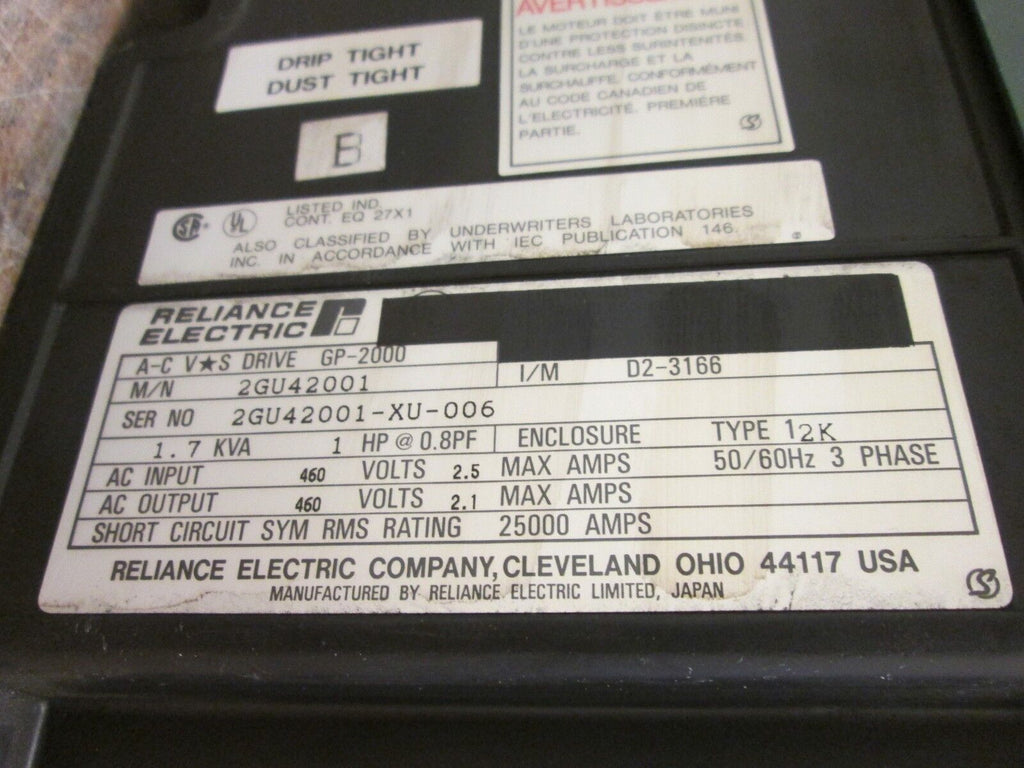 AVERTISSE
LE MOTEUR DOIT ÊTRE MUNI
D'UNE PROTECTION DISINCTE
CONTRE LESS SURINTENITÉS.
LA SURCHARGE ET LA
SURCHAUFFE, CONFORMÉMENT
AU CODE CANADIEN DE
L'ELECTRICITÉ, PREMIÈRE
PARTIE.
DRIP TIGHT
DUST TIGHT
B
SA UL LISTED IND.
CONT. EQ 27X1
ALSO CLASSIFIED BY UNDERWRITERS LABORATORIES
INC. IN ACCORDANCE WITH IEC PUBLICATION 146.
RELIANCE
ELECTRIC
A-C V★S DRIVE GP-2000
M/N 2GU42001 I/M D2-3166
SER NO 2GU42001-XU-006
1.7 KVA 1 HP @ 0.8PF ENCLOSURE TYPE 12K
AC INPUT 460 VOLTS 2.5 MAX AMPS 50/60Hz 3 PHASE
AC OUTPUT 460 VOLTS 2.1 MAX AMPS
SHORT CIRCUIT SYM RMS RATING 25000 AMPS
RELIANCE ELECTRIC COMPANY, CLEVELAND OHIO 44117 USA
MANUFACTURED BY RELIANCE ELECTRIC LIMITED, JAPAN